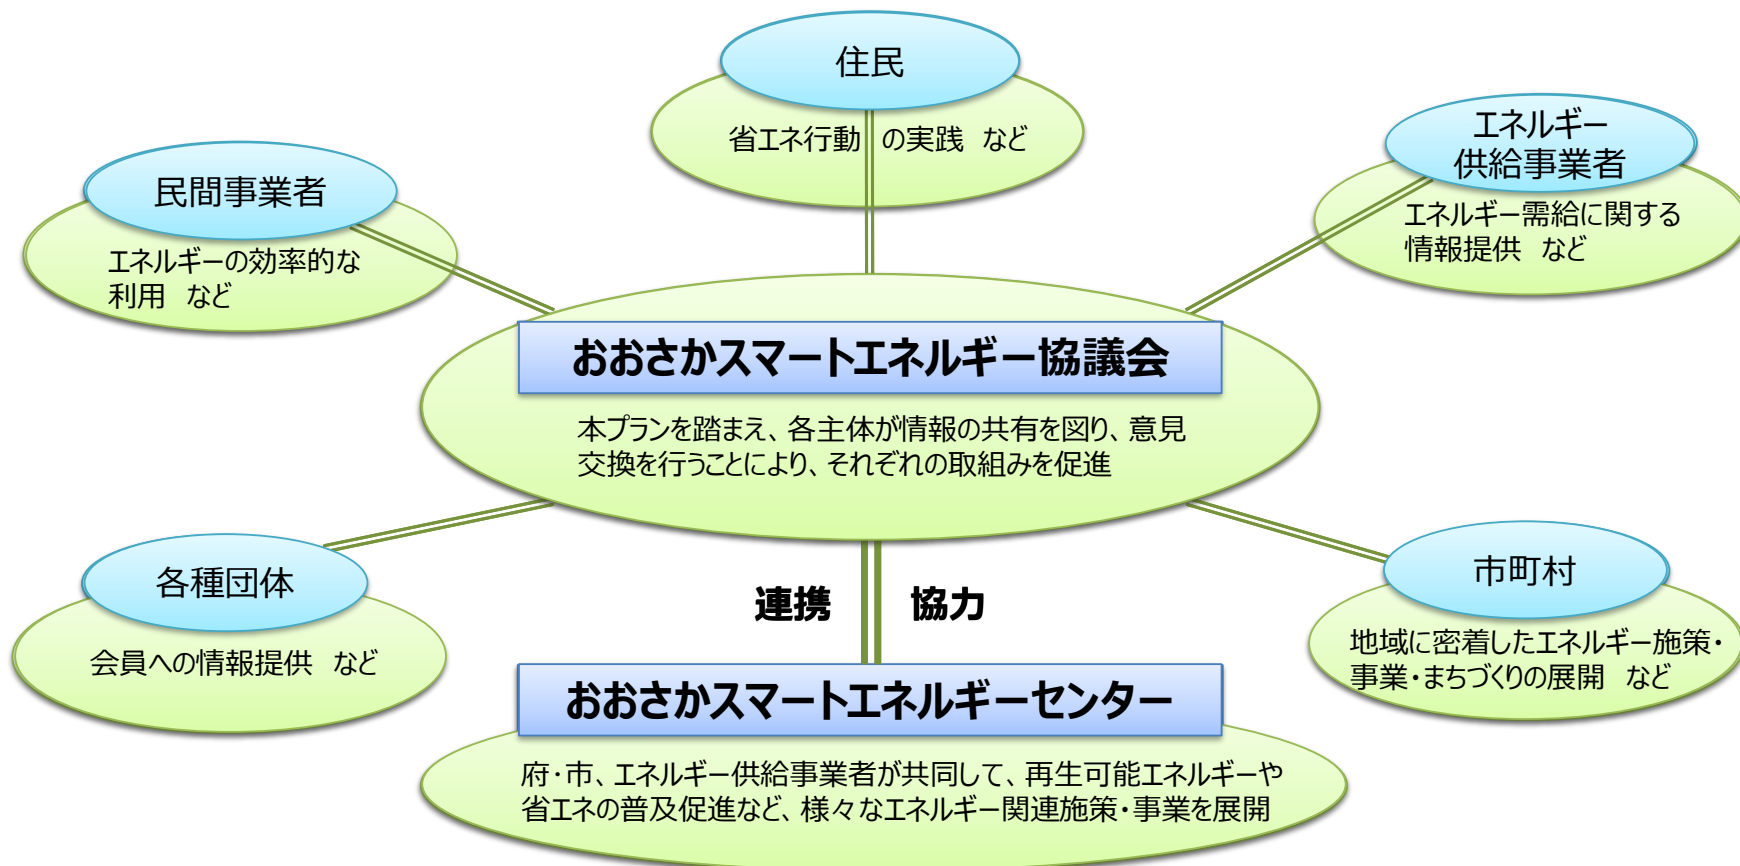 住民
省エネ行動 の実践 など
エネルギー
供給事業者
エネルギー需給に関する
情報提供 など
民間事業者
エネルギーの効率的な
利用 など
おおさかスマートエネルギー協議会
本プランを踏まえ、各主体が情報の共有を図り、意見
交換を行うことにより、それぞれの取組みを促進
各種団体
会員への情報提供 など
連携 協力
市町村
地域に密着したエネルギー施策・
事業・まちづくりの展開 など
おおさかスマートエネルギーセンター
府・市、エネルギー供給事業者が共同して、再生可能エネルギーや
省エネの普及促進など、様々なエネルギー関連施策・事業を展開